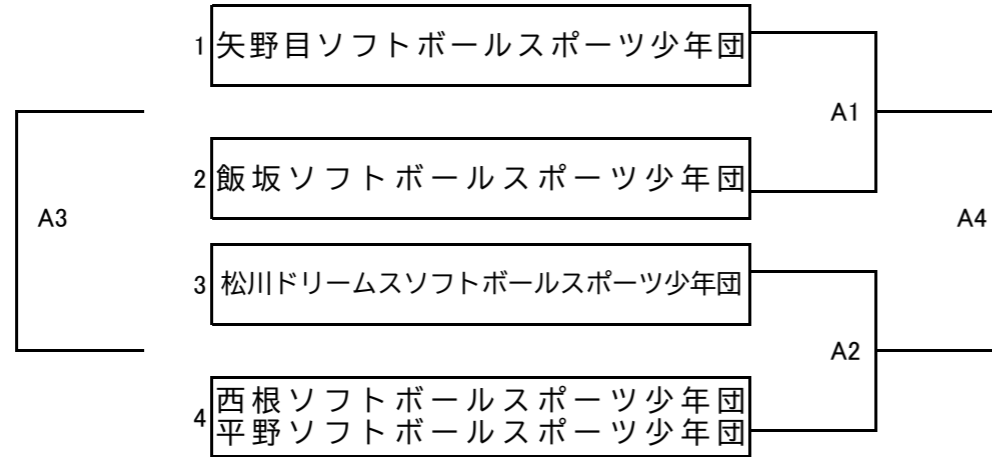 1 矢野目ソフトボールスポーツ少年団
A1
2 飯坂ソフトボールスポーツ少年団
A3
A4
3 松川ドリームスソフトボールスポーツ少年団
A2
4 西根ソフトボールスポーツ少年団
平野ソフトボールスポーツ少年団